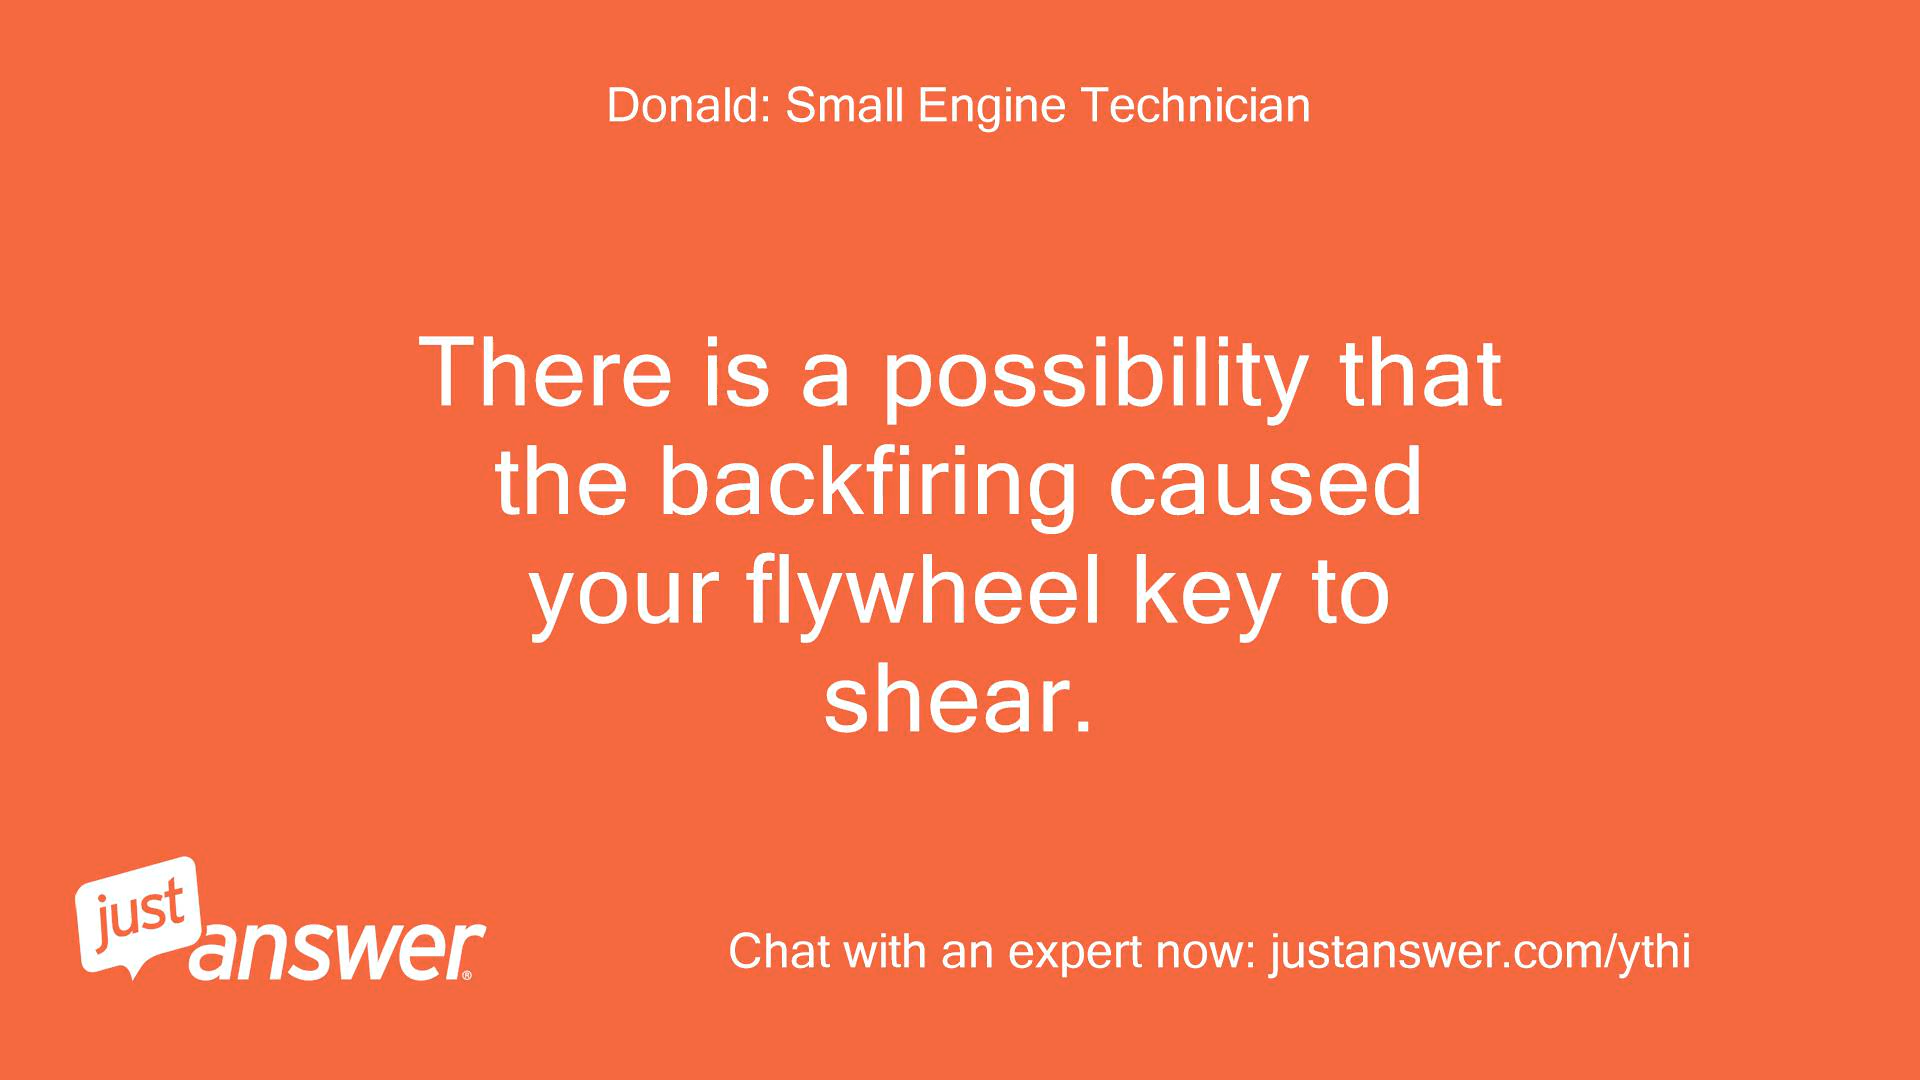 Donald: Small Engine Technician
There is a possibility that
the backfiring caused
your flywheel key to
shear.
just
answer®
Chat with an expert now: justanswer.com/ythi